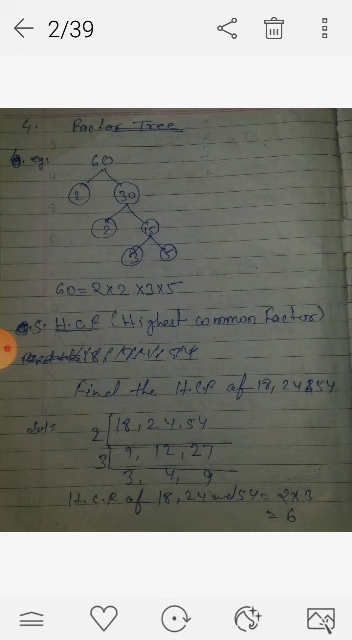 2/39
4. Factor Tree
eg: 60
2 30
2 15
3 5
60 = 2 x 2 x 3 x 5
5. H.C.F (Highest common factor)
Find the H.C.F of 18, 24 & 54
Sol:
2 | 18, 24, 54
3 | 9, 12, 27
3, 4, 9
H.C.F of 18, 24 and 54 = 2 x 3
= 6